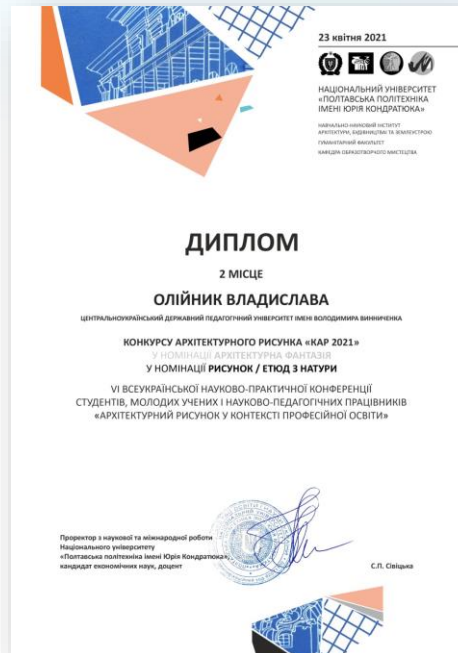 23 квітня 2021
НАЦІОНАЛЬНИЙ УНІВЕРСИТЕТ
«ПОЛТАВСЬКА ПОЛІТЕХНІКА
ІМЕНІ ЮРІЯ КОНДРАТЮКА»
НАВЧАЛЬНО-НАУКОВИЙ ІНСТИТУТ
АРХІТЕКТУРИ, БУДІВНИЦТВА ТА ЗЕМЛЕУСТРОЮ
ГУМАНІТАРНИЙ ФАКУЛЬТЕТ
КАФЕДРА ОБРАЗОТВОРЧОГО МИСТЕЦТВА
ДИПЛОМ
2 МІСЦЕ
ОЛІЙНИК ВЛАДИСЛАВА
ЦЕНТРАЛЬНОУКРАЇНСЬКИЙ ДЕРЖАВНИЙ ПЕДАГОГІЧНИЙ УНІВЕРСИТЕТ ІМЕНІ ВОЛОДИМИРА ВИННИЧЕНКА
КОНКУРСУ АРХІТЕКТУРНОГО РИСУНКА «КАР 2021»
У НОМІНАЦІЇ АРХІТЕКТУРНА ФАНТАЗІЯ
У НОМІНАЦІЇ РИСУНОК / ЕТЮД З НАТУРИ
VI ВСЕУКРАЇНСЬКОЇ НАУКОВО-ПРАКТИЧНОЇ КОНФЕРЕНЦІЇ
СТУДЕНТІВ, МОЛОДИХ УЧЕНИХ І НАУКОВО-ПЕДАГОГІЧНИХ ПРАЦІВНИКІВ
«АРХІТЕКТУРНИЙ РИСУНОК У КОНТЕКСТІ ПРОФЕСІЙНОЇ ОСВІТИ»
Проректор з наукової та міжнародної роботи
Національного університету
«Полтавська політехніка імені Юрія Кондратюка»,
кандидат економічних наук, доцент
С.П. Сівіцька